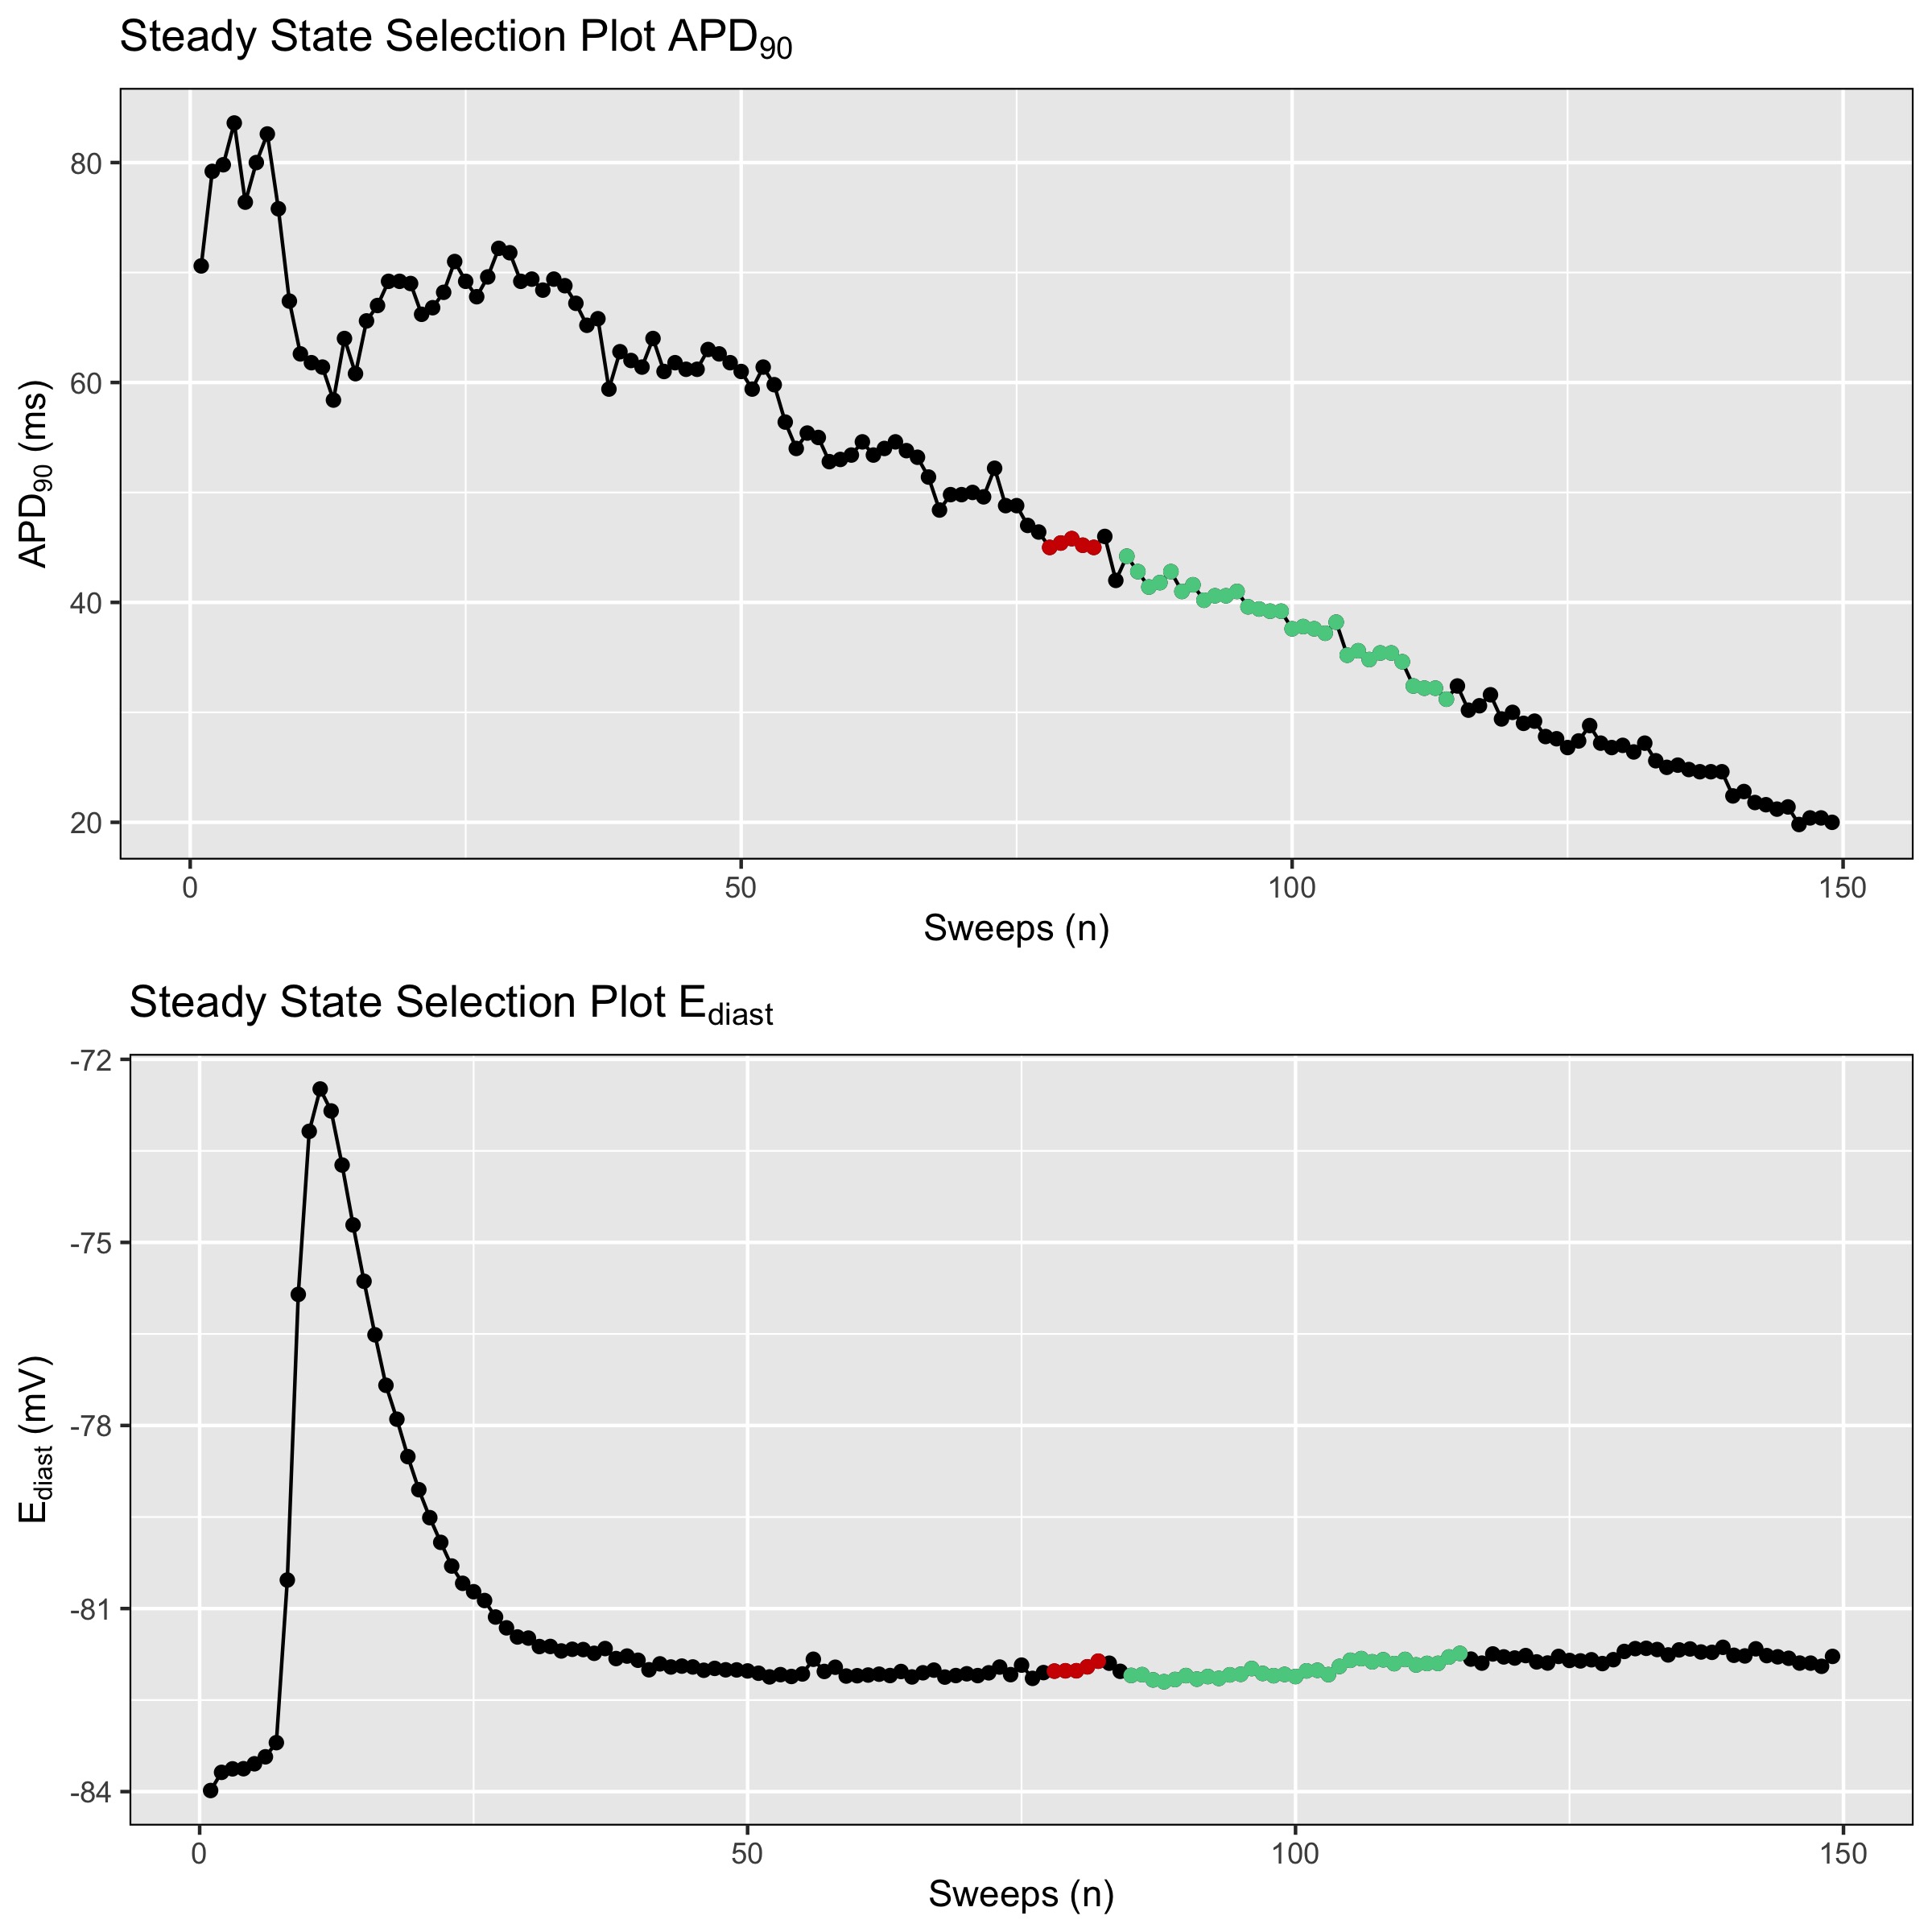 Steady State Selection Plot APD90
80
60
40
20
APD90 (ms)
0 50 100 150
Sweeps (n)
Steady State Selection Plot Ediast
-72
-75
-78
-81
-84
Ediast (mV)
0 50 100 150
Sweeps (n)